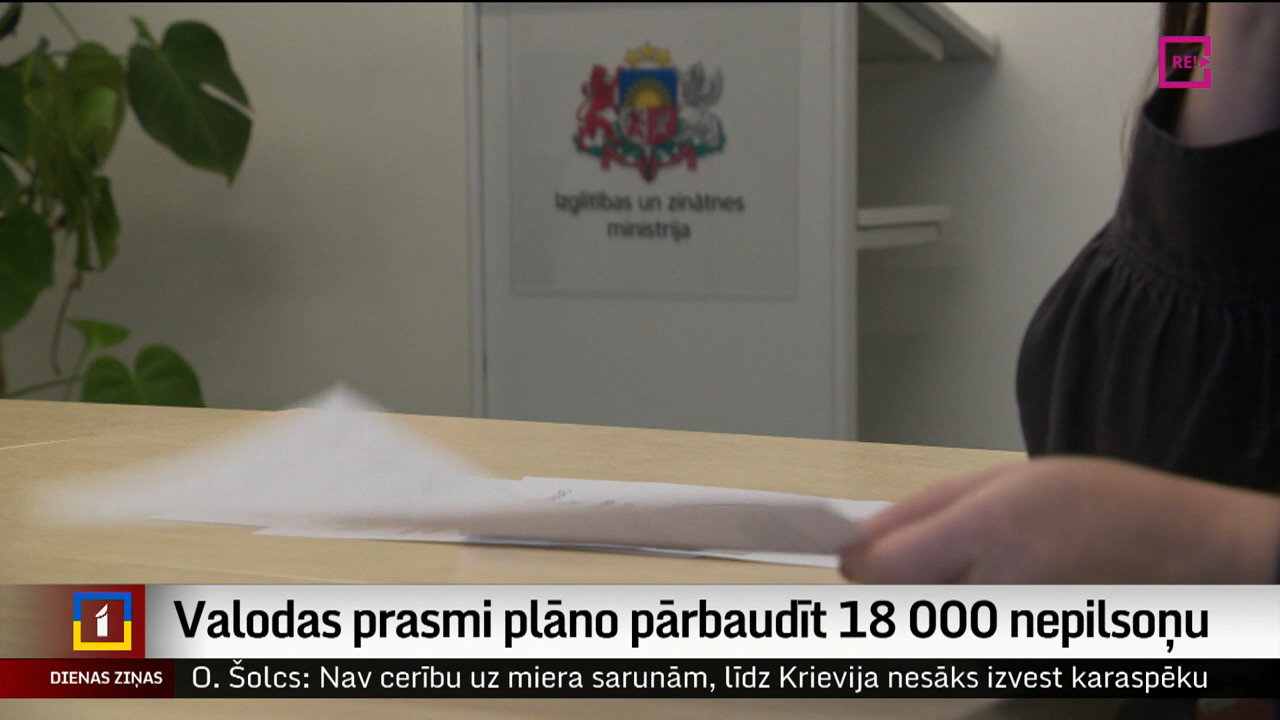 RE!
Izglītības un zinātnes
ministrija
1
Valodas prasmi plāno pārbaudīt 18 000 nepilsoņu
DIENAS ZIŅAS
O. Šolcs: Nav cerību uz miera sarunām, līdz Krievija nesāks izvest karaspēku